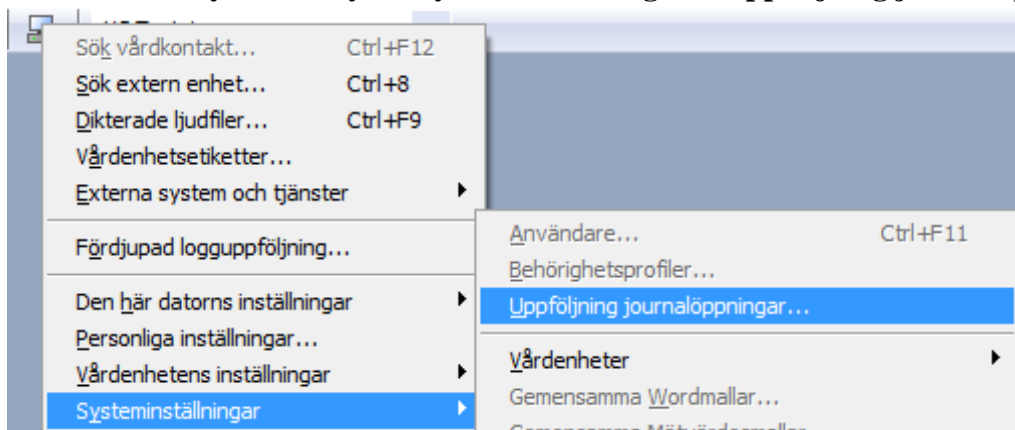 Sök vårdkontakt... Ctrl+F12
Sök extern enhet... Ctrl+8
Dikterade ljudfiler... Ctrl+F9
Vårdenhetsetiketter...
Externa system och tjänster
Fördjupad logguppföljning...
Den här datorns inställningar
Personliga inställningar...
Vårdenhetens inställningar
Systeminställningar
Användare... Ctrl+F11
Behörighetsprofiler...
Uppföljning journalöppningar...
Vårdenheter
Gemensamma Wordmallar...